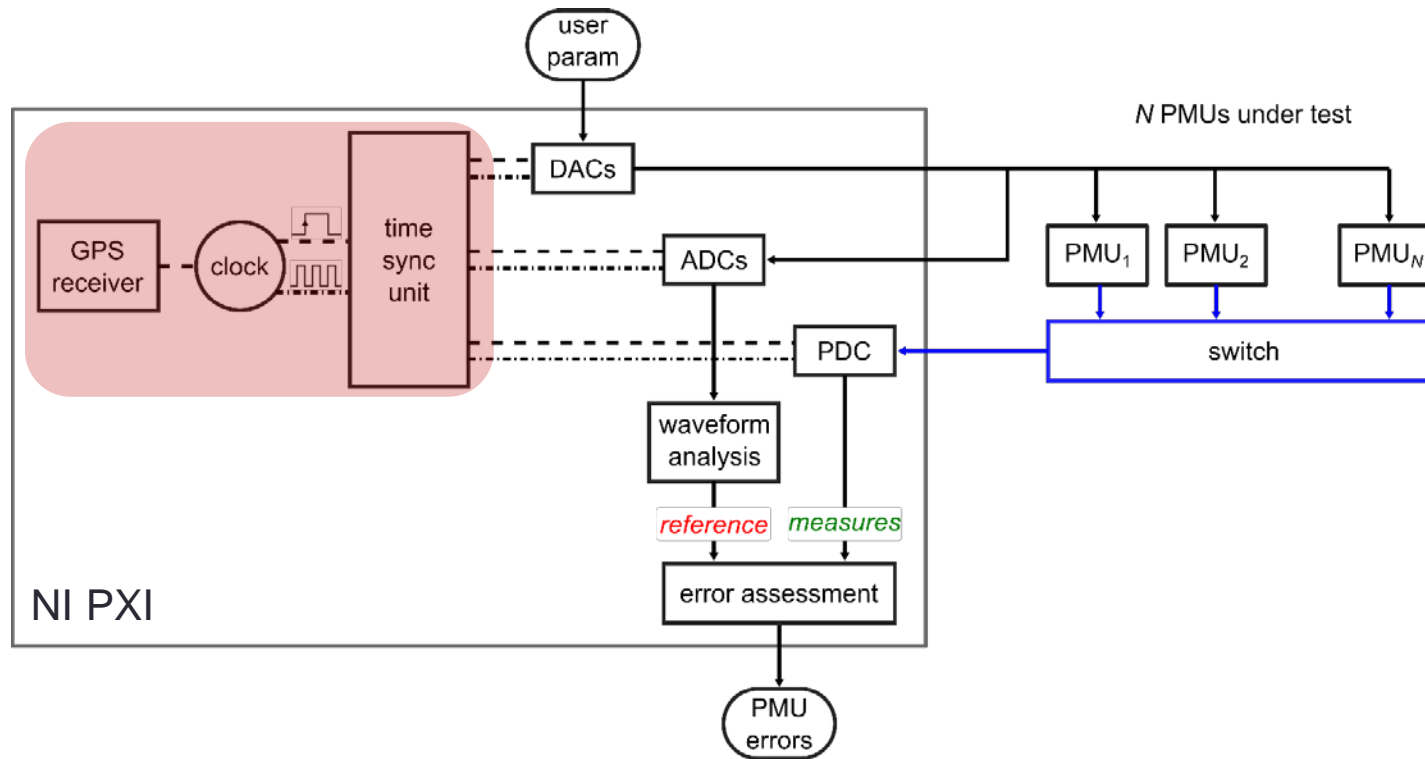 user
param
N PMUs under test
DACs
GPS
receiver
clock
time
sync
unit
ADCs
PMU₁
PMU₂
PMU_N
PDC
switch
waveform
analysis
reference
measures
error assessment
NI PXI
PMU
errors